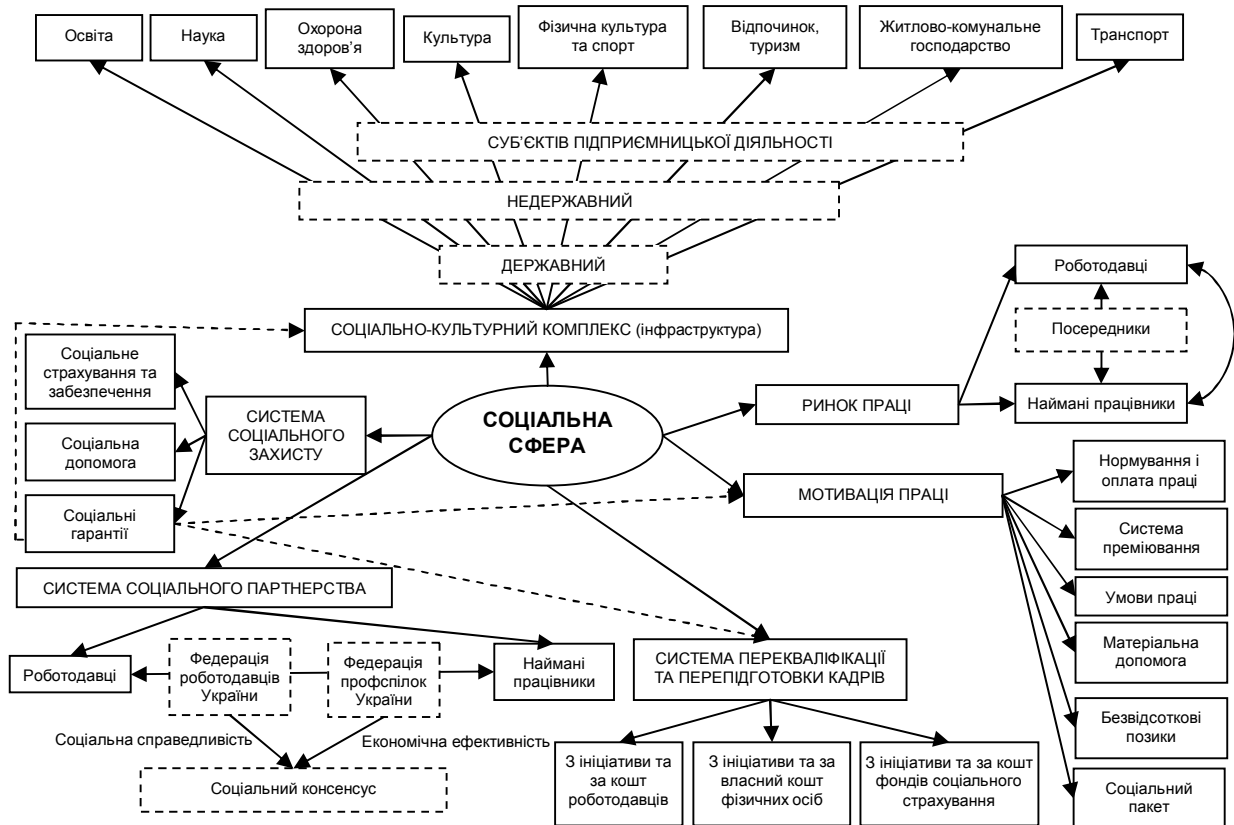 Освіта
Наука
Охорона
здоров’я
Культура
Фізична культура
та спорт
Відпочинок,
туризм
Житлово-комунальне
господарство
Транспорт
СУБ’ЄКТІВ ПІДПРИЄМНИЦЬКОЇ ДІЯЛЬНОСТІ
НЕДЕРЖАВНИЙ
ДЕРЖАВНИЙ
СОЦІАЛЬНО-КУЛЬТУРНИЙ КОМПЛЕКС (інфраструктура)
Роботодавці
Посередники
Наймані працівники
РИНОК ПРАЦІ
СОЦІАЛЬНА
СФЕРА
СИСТЕМА
СОЦІАЛЬНОГО
ЗАХИСТУ
Соціальне
страхування та
забезпечення
Соціальна
допомога
Соціальні
гарантії
МОТИВАЦІЯ ПРАЦІ
Нормування і
оплата праці
Система
преміювання
Умови праці
Матеріальна
допомога
Безвідсоткові
позики
Соціальний
пакет
СИСТЕМА СОЦІАЛЬНОГО ПАРТНЕРСТВА
Роботодавці
Федерація
роботодавців
України
Федерація
профспілок
України
Наймані
працівники
Соціальна справедливість
Економічна ефективність
Соціальний консенсус
СИСТЕМА ПЕРЕКВАЛІФІКАЦІЇ
ТА ПЕРЕПІДГОТОВКИ КАДРІВ
З ініціативи та
за кошт
роботодавців
З ініціативи та за
власний кошт
фізичних осіб
З ініціативи та за кошт
фондів соціального
страхування